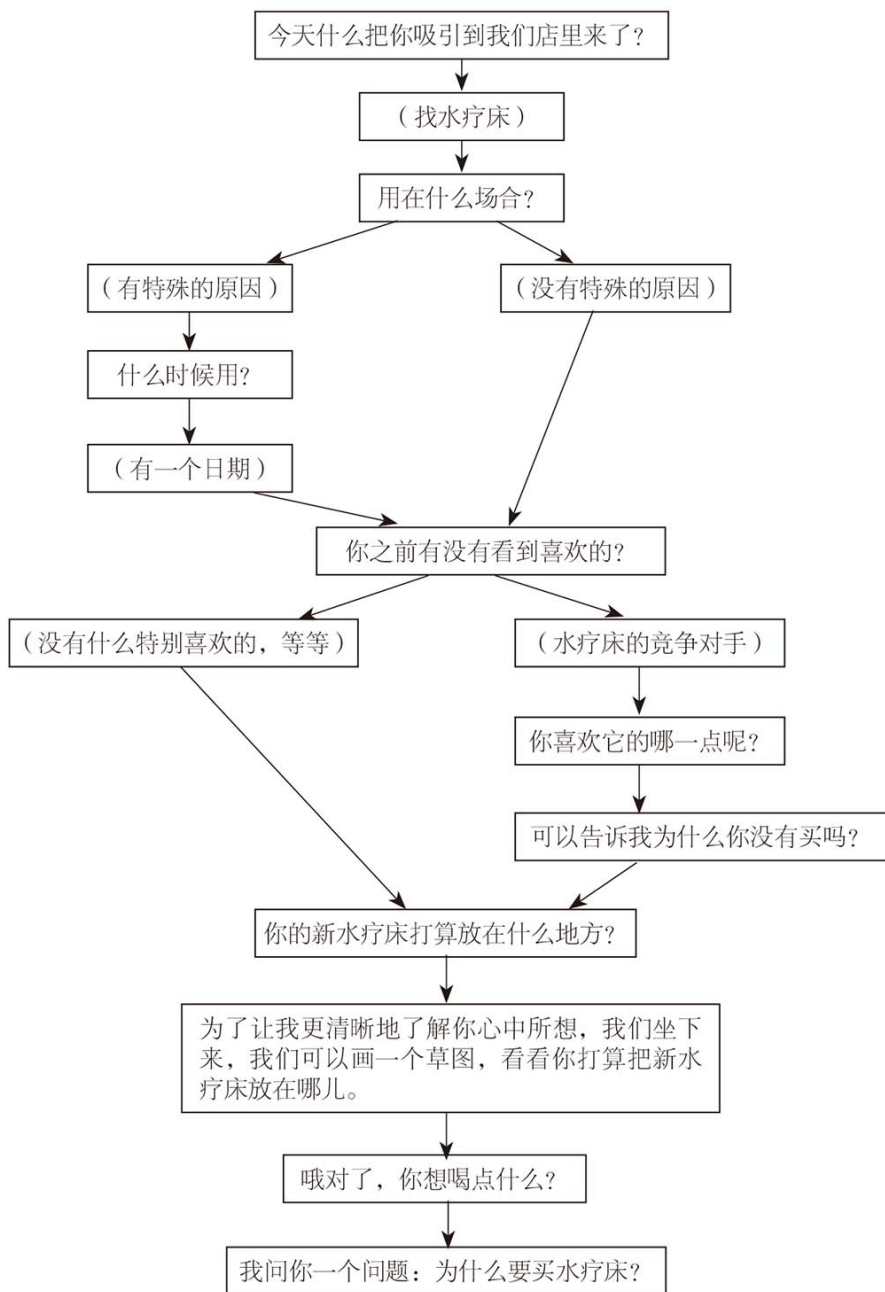 今天什么把你吸引到我们店里来了?
(找水疗床)
用在什么场合?
(有特殊的原因)
(没有特殊的原因)
什么时候用?
(有一个日期)
你之前有没有看到喜欢的?
(没有什么特别喜欢的，等等)
(水疗床的竞争对手)
你喜欢它的哪一点呢?
可以告诉我为什么你没有买吗?
你的新水疗床打算放在什么地方?
为了让我更清晰地了解你心中所想，我们坐下
来，我们可以画一个草图，看看你打算把新水
疗床放在哪儿。
哦对了，你想喝点什么?
我问你一个问题：为什么要买水疗床?